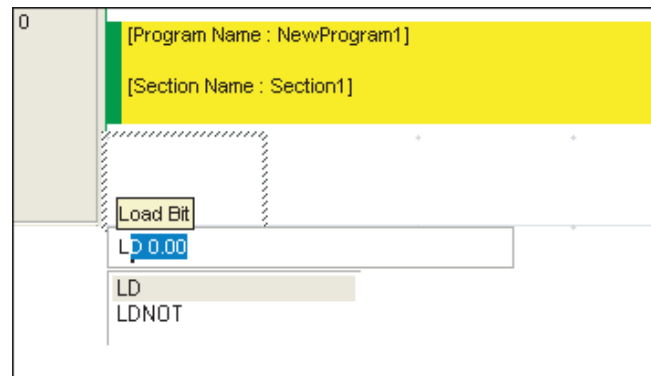 0
[Program Name : NewProgram1]
[Section Name : Section1]
Load Bit
LD 0.00
LD
LDNOT